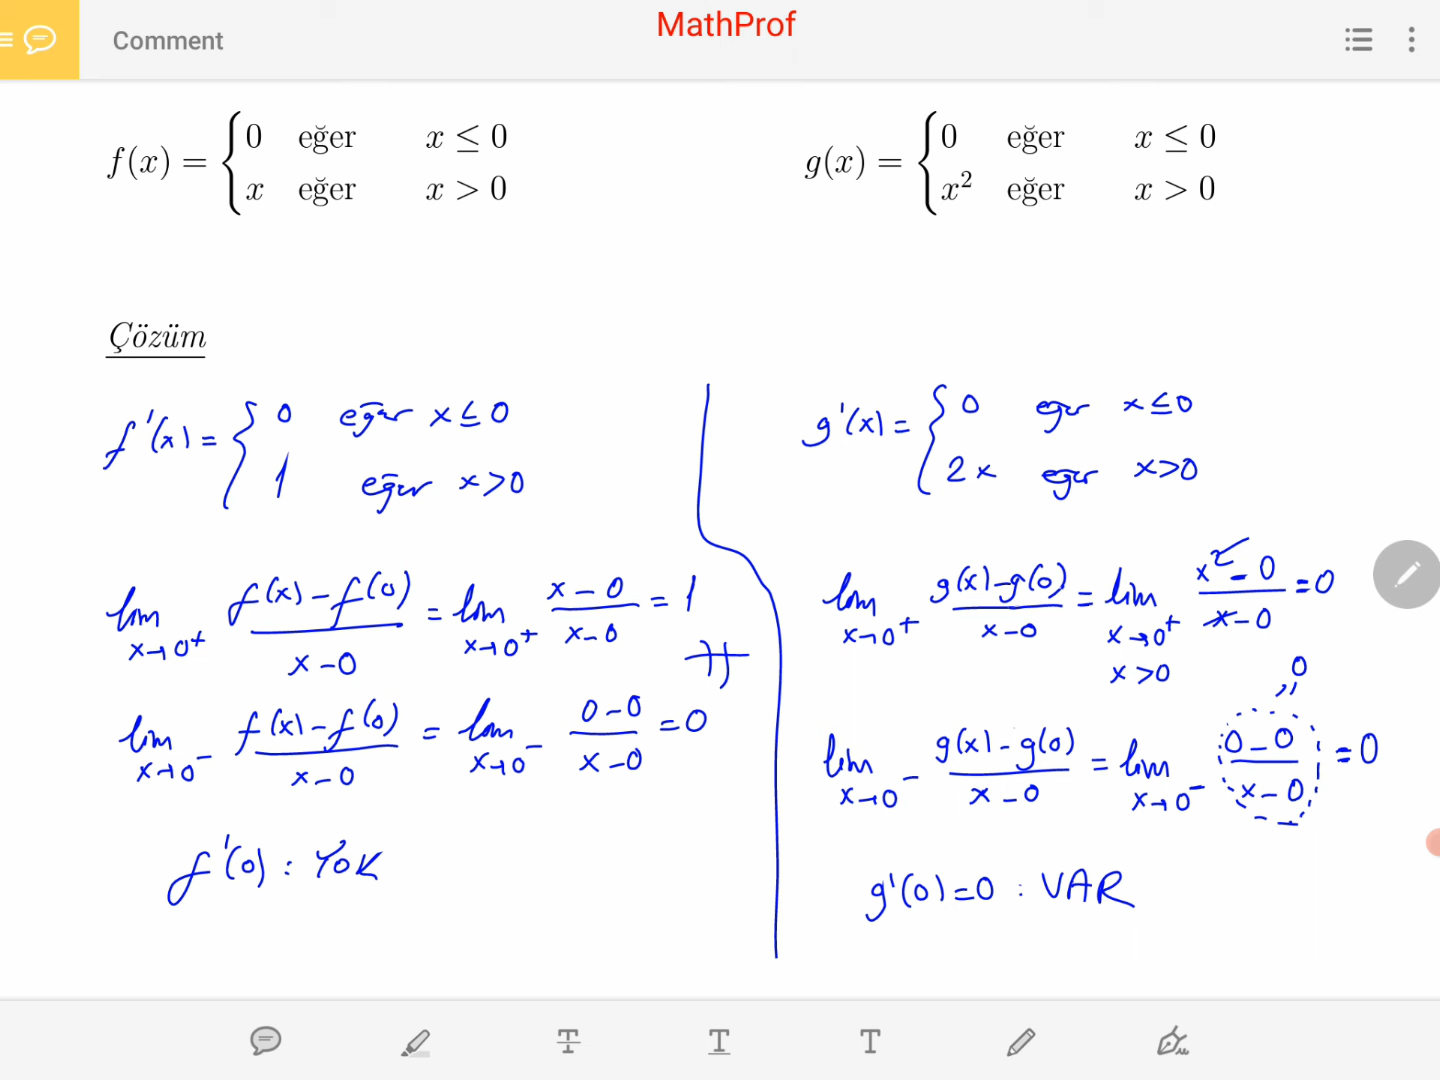 MathProf
Comment
f(x) = { 0 eğer x ≤ 0
x eğer x > 0
g(x) = { 0 eğer x ≤ 0
x² eğer x > 0
Çözüm
f'(x) = { 0 eğer x ≤ 0
1 eğer x > 0
lim x→0⁺ (f(x) − f(0))/(x − 0) = lim x→0⁺ (x − 0)/(x − 0) = 1
≠
lim x→0⁻ (f(x) − f(0))/(x − 0) = lim x→0⁻ (0 − 0)/(x − 0) = 0
f'(0) : YOK
g'(x) = { 0 eğer x ≤ 0
2x eğer x > 0
lim x→0⁺ (g(x) − g(0))/(x − 0) = lim x→0⁺ x > 0 (x² − 0)/(x − 0) = 0
lim x→0⁻ (g(x) − g(0))/(x − 0) = lim x→0⁻ (0 − 0)/(x − 0) = 0
0
g'(0) = 0 : VAR